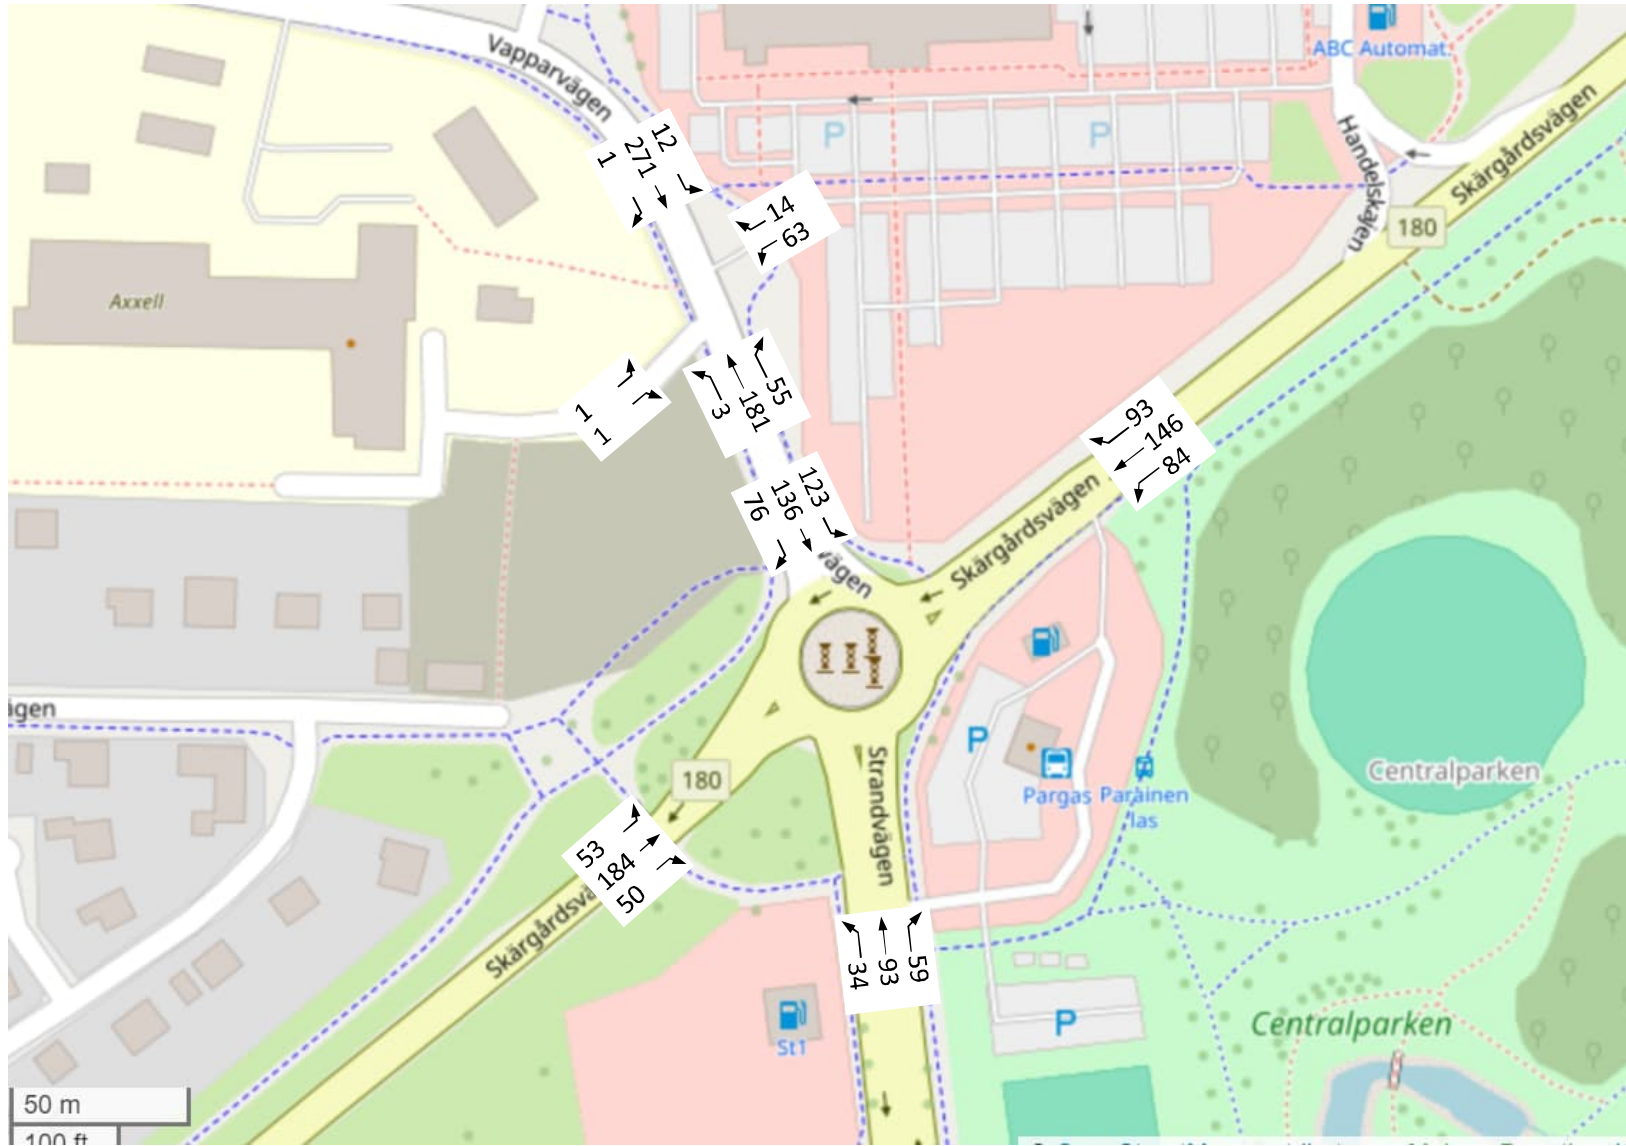 Vapparvägen
ABC Automat.
Handelskajen
Skärgårdsvägen
180
P
P
Axxell
12
271
1
14
63
55
181
3
1
1
93
146
84
123
136
76
vägen
Skärgårdsvägen
ägen
180
Strandvägen
P
Pargas
Parainen
las
Centralparken
53
184
50
Skärgårdsvä
34
93
59
St1
P
Centralparken
50 m
100 ft